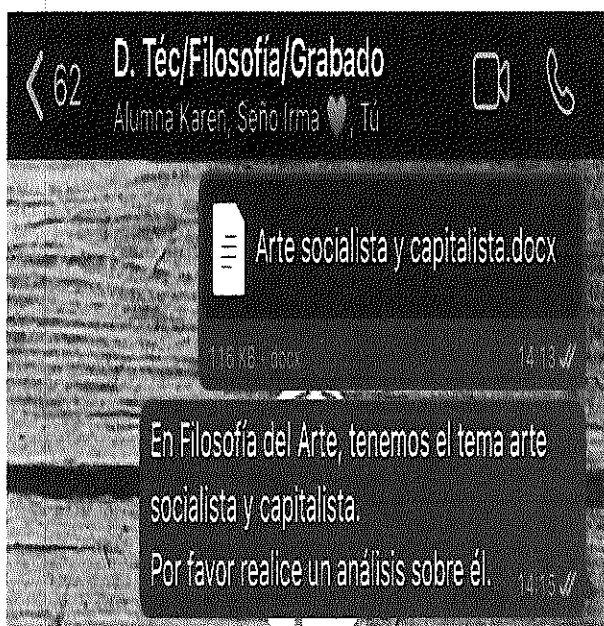 62
D. Téc/Filosofía/Grabado
Alumna Karen, Seño Irma 🖤, Tú
Arte socialista y capitalista.docx
116 KB docx
14:13
En Filosofía del Arte, tenemos el tema arte
socialista y capitalista.
Por favor realice un análisis sobre él.
14:15